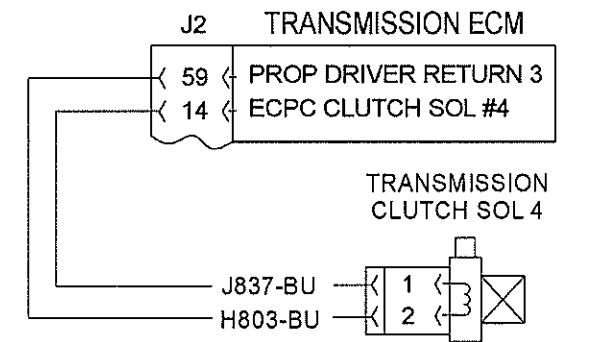 J2 TRANSMISSION ECM
59 PROP DRIVER RETURN 3
14 ECPC CLUTCH SOL #4
TRANSMISSION
CLUTCH SOL 4
J837-BU 1
H803-BU 2